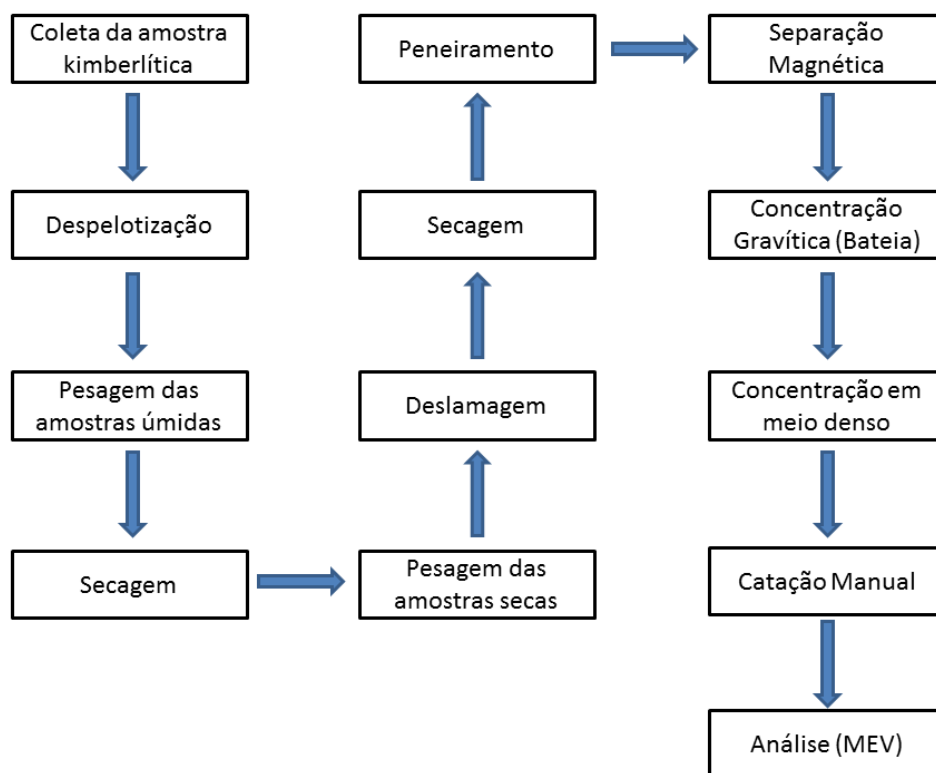 Coleta da amostra
kimberlítica
Despelotização
Pesagem das
amostras úmidas
Secagem
Pesagem das
amostras secas
Deslamagem
Secagem
Peneiramento
Separação
Magnética
Concentração
Gravítica (Bateia)
Concentração em
meio denso
Catação Manual
Análise (MEV)